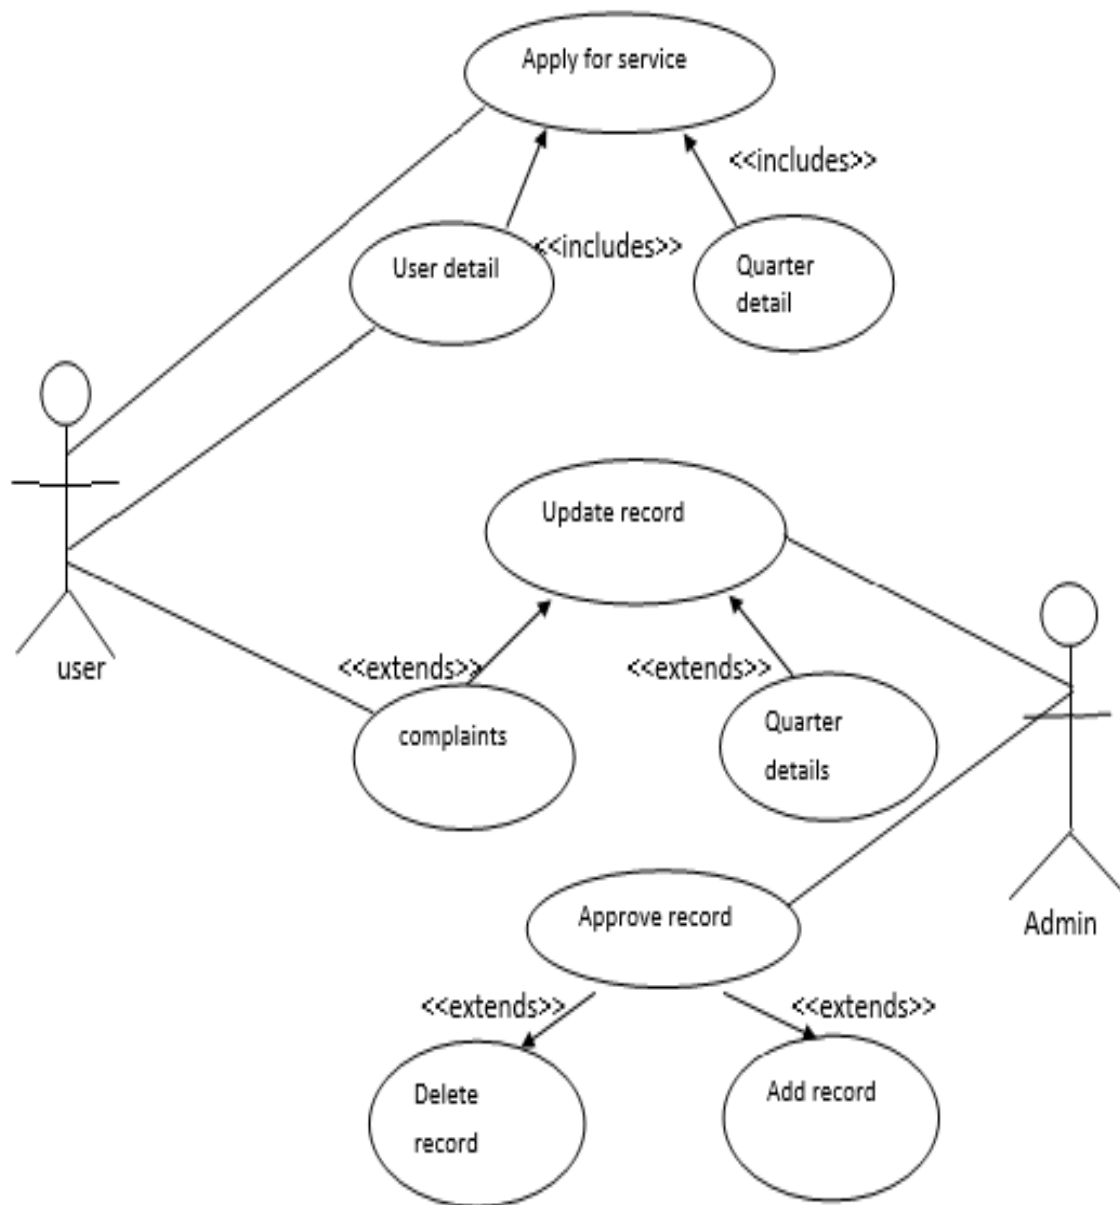 Apply for service
<<includes>>
<<includes>>
User detail
Quarter
detail
Update record
user
<<extends>>
<<extends>>
complaints
Quarter
details
Approve record
Admin
<<extends>>
<<extends>>
Delete
record
Add record